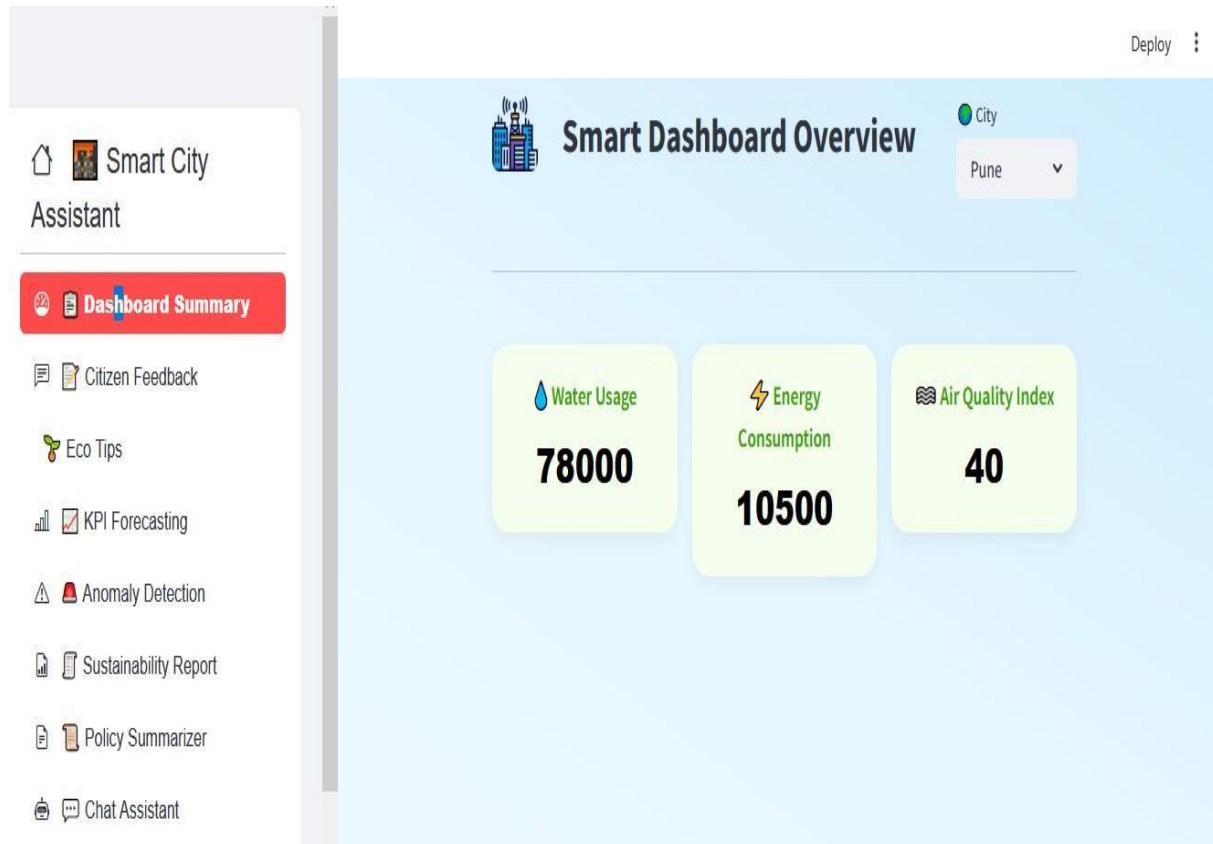 Deploy
Smart City
Assistant
Dashboard Summary
Citizen Feedback
Eco Tips
KPI Forecasting
Anomaly Detection
Sustainability Report
Policy Summarizer
Chat Assistant
Smart Dashboard Overview
City
Pune
Water Usage
78000
Energy
Consumption
10500
Air Quality Index
40